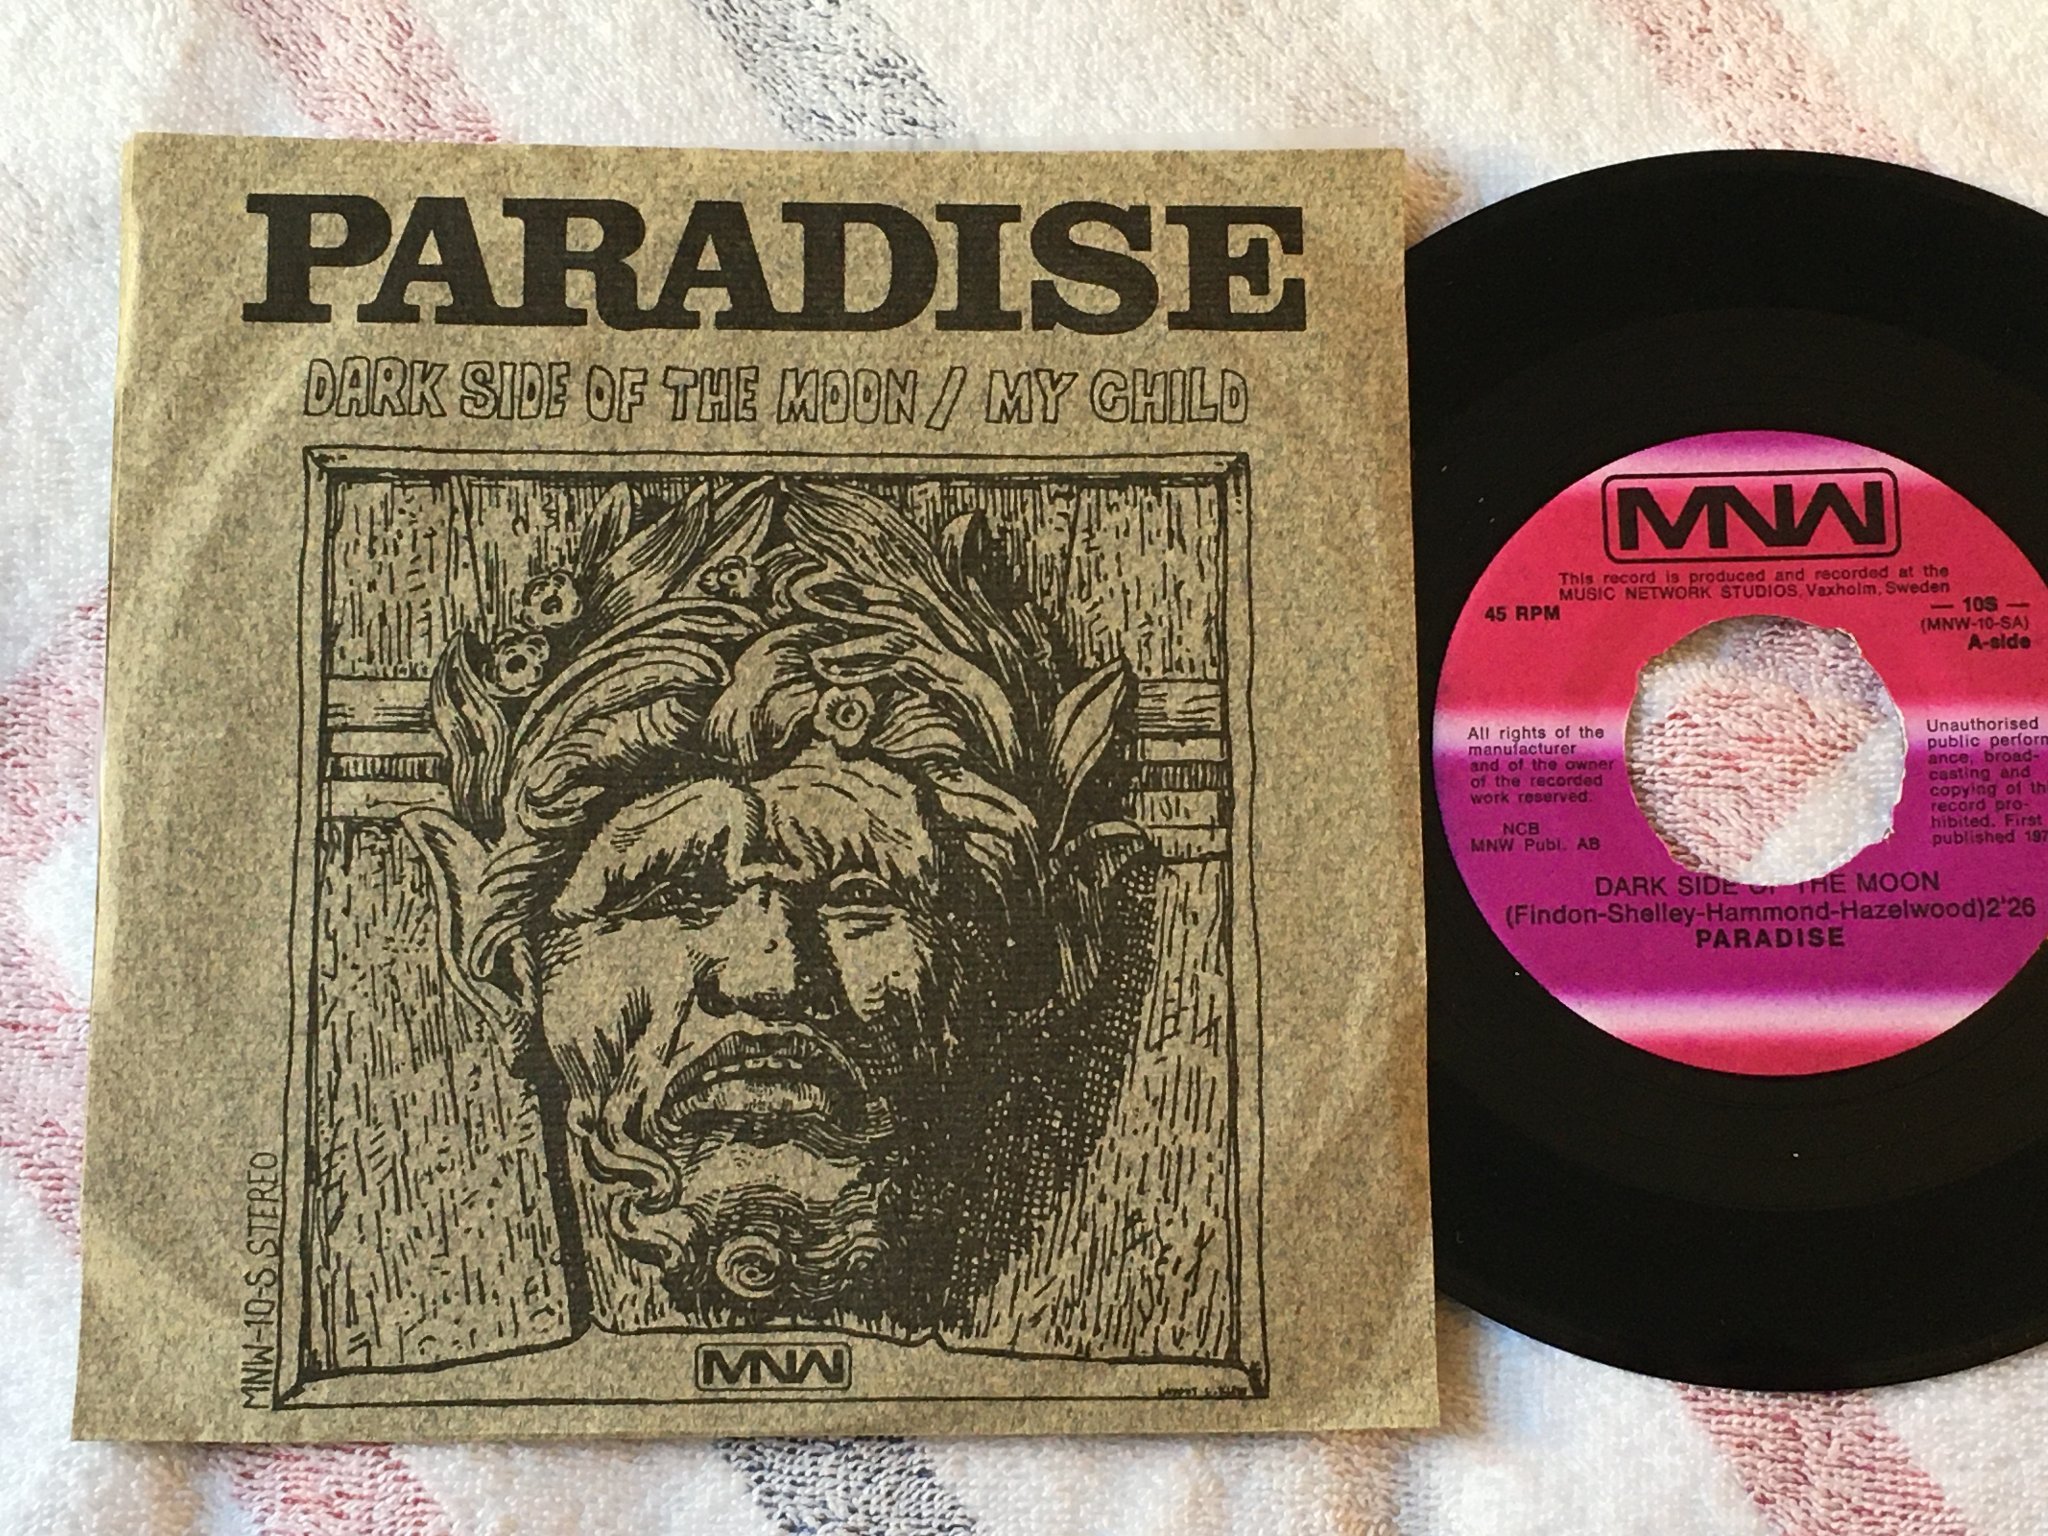 PARADISE
DARK SIDE OF THE MOON / MY CHILD
MNW-10-S STEREO
MNW
MNW
This record is produced and recorded at the
MUSIC NETWORK STUDIOS, Vaxholm, Sweden
45 RPM
— 10S —
(MNW-10-SA)
A-side
All rights of the
manufacturer
and of the owner
of the recorded
work reserved.
NCB
MNW Publ. AB
Unauthorised
public perform
ance, broad-
casting and
copying of th
record pro-
hibited. First
published 197
DARK SIDE OF THE MOON
(Findon-Shelley-Hammond-Hazelwood)2'26
PARADISE